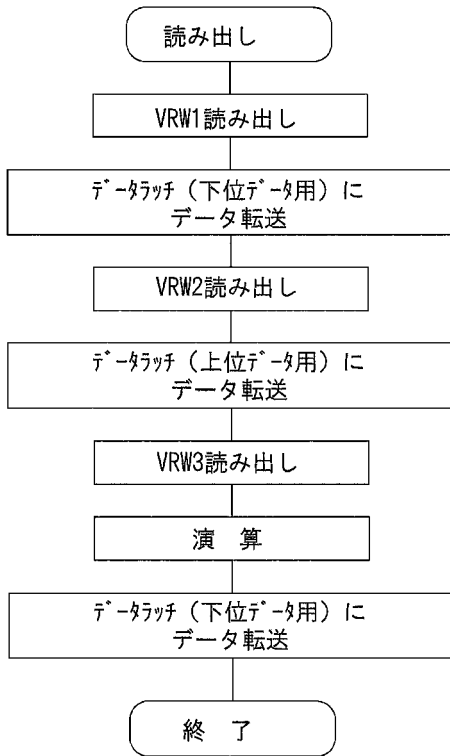 読み出し
VRW1読み出し
ﾃﾞｰﾀﾗｯﾁ（下位ﾃﾞｰﾀ用）に
データ転送
VRW2読み出し
ﾃﾞｰﾀﾗｯﾁ（上位ﾃﾞｰﾀ用）に
データ転送
VRW3読み出し
演　算
ﾃﾞｰﾀﾗｯﾁ（下位ﾃﾞｰﾀ用）に
データ転送
終　了